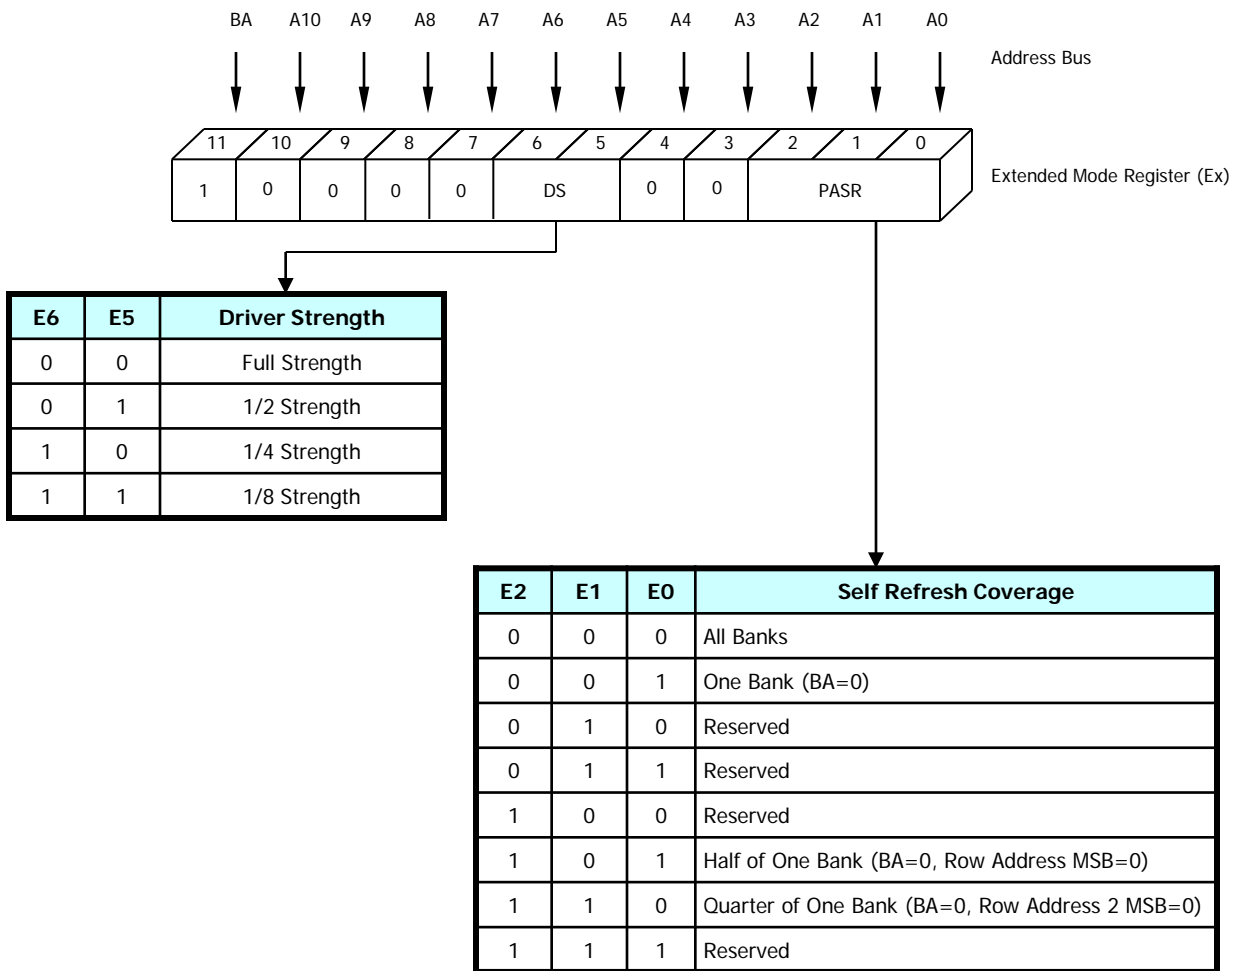 BA A10 A9 A8 A7 A6 A5 A4 A3 A2 A1 A0
Address Bus
11 10 9 8 7 6 5 4 3 2 1 0
1 0 0 0 0 DS 0 0 PASR
Extended Mode Register (Ex)
E6 E5 Driver Strength
0 0 Full Strength
0 1 1/2 Strength
1 0 1/4 Strength
1 1 1/8 Strength
E2 E1 E0 Self Refresh Coverage
0 0 0 All Banks
0 0 1 One Bank (BA=0)
0 1 0 Reserved
0 1 1 Reserved
1 0 0 Reserved
1 0 1 Half of One Bank (BA=0, Row Address MSB=0)
1 1 0 Quarter of One Bank (BA=0, Row Address 2 MSB=0)
1 1 1 Reserved